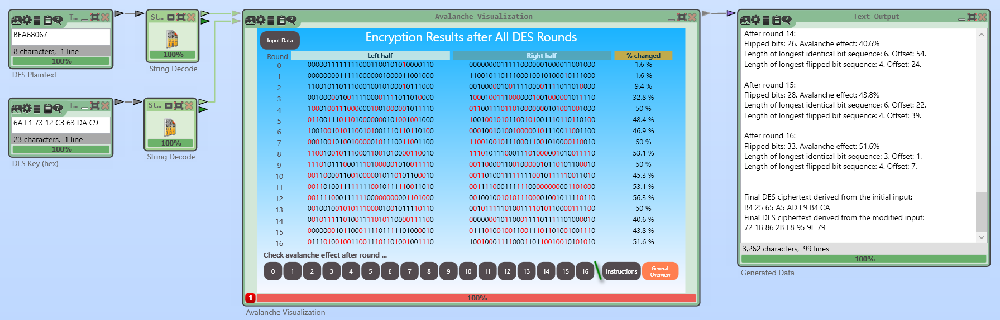 T...
BEA68067
8 characters, 1 line
100%
DES Plaintext
St...
100%
String Decode
T...
6A F1 73 12 C3 63 DA C9
23 characters, 1 line
100%
DES Key (hex)
St...
100%
String Decode
Avalanche Visualization
Input Data
Encryption Results after All DES Rounds
Round Left half Right half % changed
0 00000111111110001100101010000110 00000000111110000001000011001000 1.6 %
1 00000000111110000001000011001000 11001011011100010010100010111000 1.6 %
2 11001011011100010010100010111000 00100000100111100001111011010000 9.4 %
3 00100000100111100001111011010000 10001001110000001001000001011110 32.8 %
4 10001001110000001001000001011110 01100111011010000000101001001000 50 %
5 01100111011010000000101001001000 10010010101100101001110110110100 48.4 %
6 10010010101100101001110110110100 00010010100100001011110011001100 46.9 %
7 00010010100100001011110011001100 11001001011100011001010000110010 50 %
8 11001001011100011001010000110010 11101011100011101000001010011110 53.1 %
9 11101011100011101000001010011110 00110000110010000010110101100010 50 %
10 00110000110010000010110101100010 00110100111111110010111110011010 45.3 %
11 00110100111111110010111110011010 00111100011111100000000001101000 53.1 %
12 00111100011111100000000001101000 00100100101011100001001011110110 56.3 %
13 00100100101011100001001011110110 00101111101001111010110000111100 50 %
14 00101111101001111010110000111100 00000001011000111101111101000010 40.6 %
15 00000001011000111101111101000010 01110100100110011101101001001110 43.8 %
16 01110100100110011101101001001110 10010001111000110110010010101010 51.6 %
Check avalanche effect after round ...
0 1 2 3 4 5 6 7 8 9 10 11 12 13 14 15 16 Instructions General Overview
1 100%
Avalanche Visualization
Text Output
After round 14:
Flipped bits: 26. Avalanche effect: 40.6%
Length of longest identical bit sequence: 6. Offset: 54.
Length of longest flipped bit sequence: 4. Offset: 24.
After round 15:
Flipped bits: 28. Avalanche effect: 43.8%
Length of longest identical bit sequence: 6. Offset: 22.
Length of longest flipped bit sequence: 4. Offset: 39.
After round 16:
Flipped bits: 33. Avalanche effect: 51.6%
Length of longest identical bit sequence: 3. Offset: 1.
Length of longest flipped bit sequence: 4. Offset: 7.
Final DES ciphertext derived from the initial input:
B4 25 65 A5 AD E9 B4 CA
Final DES ciphertext derived from the modified input:
72 1B 86 2B E8 95 9E 79
3,262 characters, 99 lines
100%
Generated Data